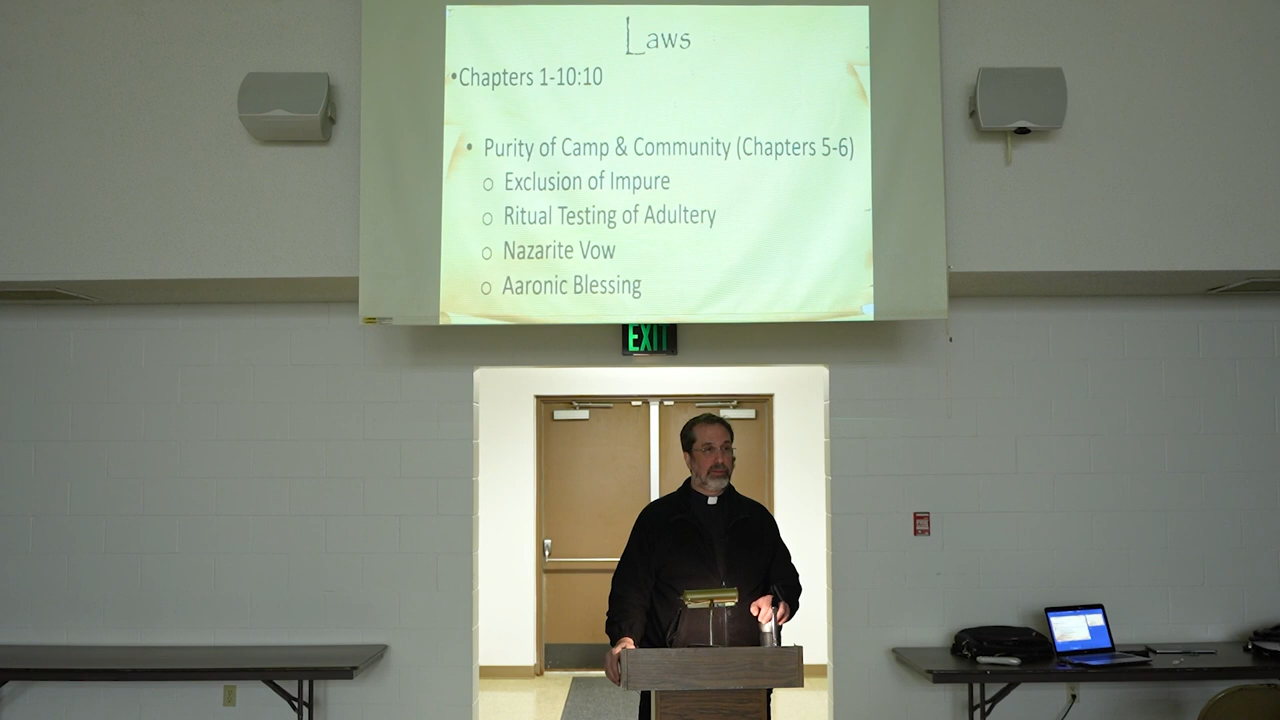 Laws
•Chapters 1-10:10
• Purity of Camp & Community (Chapters 5-6)
○ Exclusion of Impure
○ Ritual Testing of Adultery
○ Nazarite Vow
○ Aaronic Blessing
EXIT